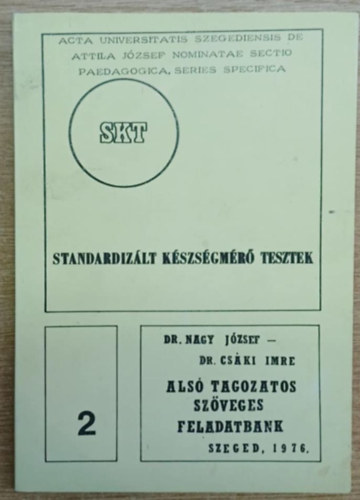 ACTA UNIVERSITATIS SZEGEDIENSIS DE
ATTILA JÓZSEF NOMINATAE SECTIO
PAEDAGOGICA, SERIES SPECIFICA
SKT
STANDARDIZÁLT KÉSZSÉGMÉRŐ TESZTEK
2
DR. NAGY JÓZSEF —
DR. CSÁKI IMRE
ALSÓ TAGOZATOS
SZÖVEGES
FELADATBANK
SZEGED, 1976.